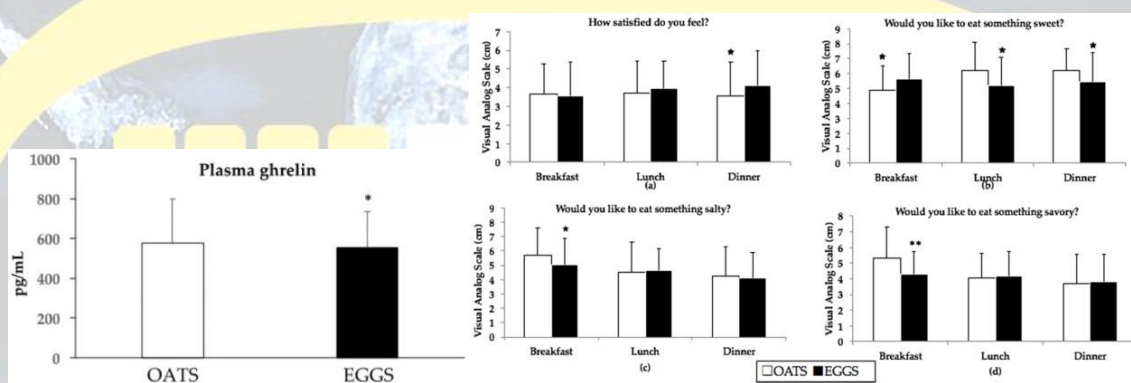 How satisfied do you feel?
Visual Analog Scale (cm)
7
6
5
4
3
2
1
0
*
Breakfast Lunch Dinner
(a)
Would you like to eat something sweet?
Visual Analog Scale (cm)
9
8
7
6
5
4
3
2
1
0
* * *
Breakfast Lunch Dinner
(b)
Plasma ghrelin
pg/mL
1000
800
600
400
200
0
*
OATS EGGS
Would you like to eat something salty?
Visual Analog Scale (cm)
9
8
7
6
5
4
3
2
1
0
*
Breakfast Lunch Dinner
(c)
Would you like to eat something savory?
Visual Analog Scale (cm)
8
7
6
5
4
3
2
1
0
**
Breakfast Lunch Dinner
(d)
OATS EGGS